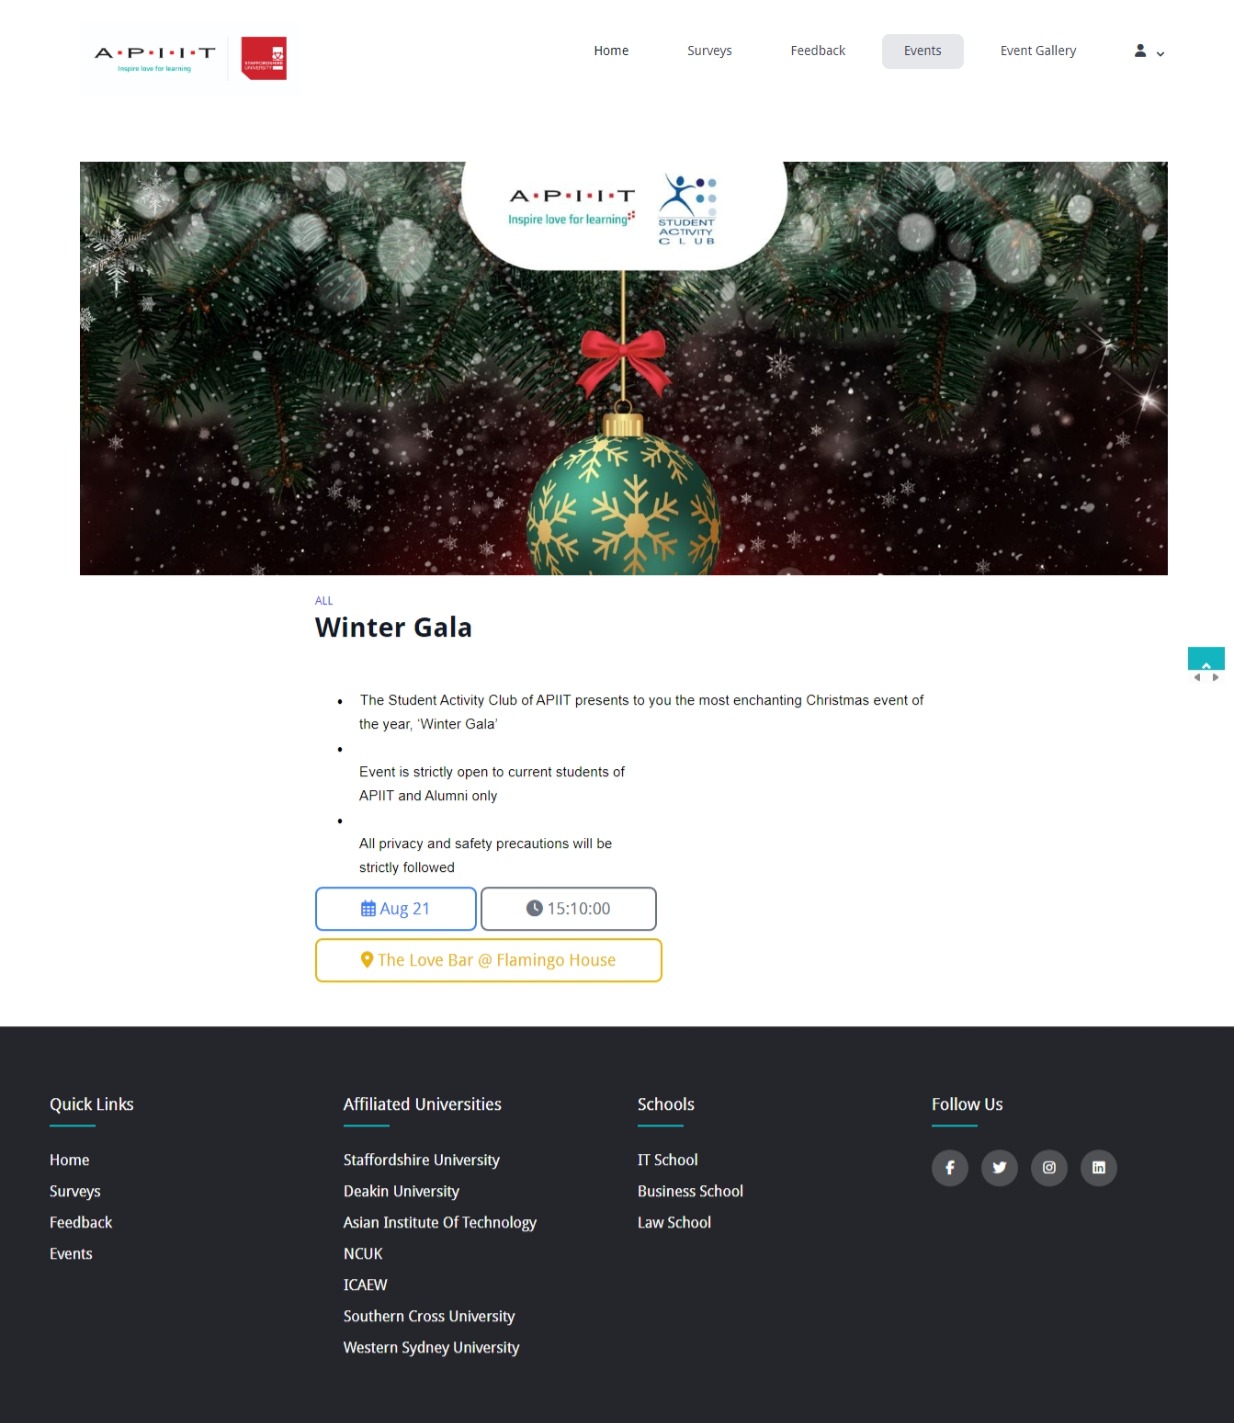 A·P·I·I·T
Inspire love for learning
STAFFORDSHIRE
UNIVERSITY
Home
Surveys
Feedback
Events
Event Gallery
A·P·I·I·T
Inspire love for learning
STUDENT
ACTIVITY
CLUB
ALL
Winter Gala
• The Student Activity Club of APIIT presents to you the most enchanting Christmas event of
the year, ‘Winter Gala’
•
Event is strictly open to current students of
APIIT and Alumni only
•
All privacy and safety precautions will be
strictly followed
Aug 21
15:10:00
The Love Bar @ Flamingo House
Quick Links
Home
Surveys
Feedback
Events
Affiliated Universities
Staffordshire University
Deakin University
Asian Institute Of Technology
NCUK
ICAEW
Southern Cross University
Western Sydney University
Schools
IT School
Business School
Law School
Follow Us